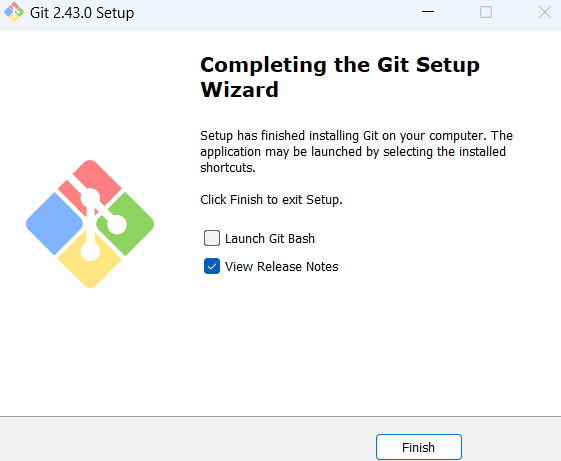 Git 2.43.0 Setup
Completing the Git Setup
Wizard
Setup has finished installing Git on your computer. The
application may be launched by selecting the installed
shortcuts.
Click Finish to exit Setup.
Launch Git Bash
View Release Notes
Finish